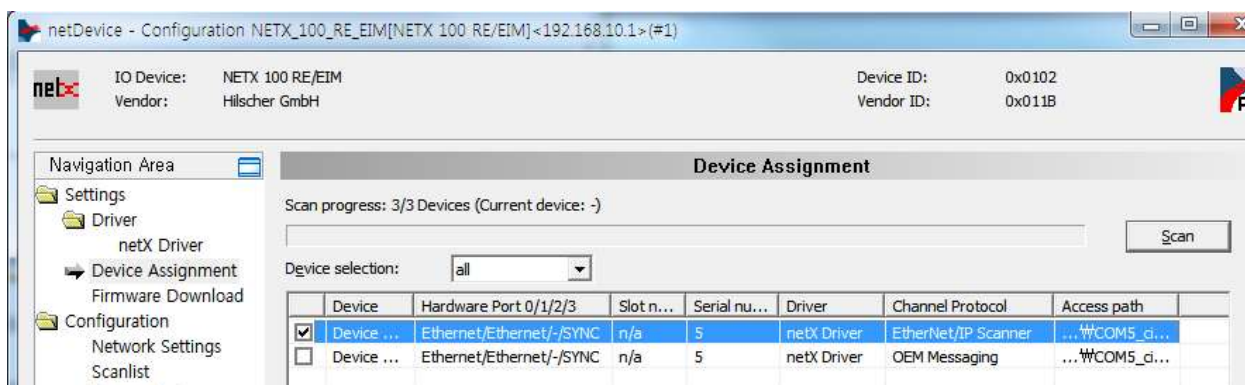 netDevice - Configuration NETX_100_RE_EIM[NETX 100 RE/EIM]<192.168.10.1>(#1)
netx
IO Device: NETX 100 RE/EIM Device ID: 0x0102
Vendor: Hilscher GmbH Vendor ID: 0x011B
Navigation Area
Settings
Driver
netX Driver
Device Assignment
Firmware Download
Configuration
Network Settings
Scanlist
Device Assignment
Scan progress: 3/3 Devices (Current device: -)
Scan
Device selection: all
Device Hardware Port 0/1/2/3 Slot n... Serial nu... Driver Channel Protocol Access path
Device ... Ethernet/Ethernet/-/SYNC n/a 5 netX Driver EtherNet/IP Scanner ...₩COM5_ci...
Device ... Ethernet/Ethernet/-/SYNC n/a 5 netX Driver OEM Messaging ...₩COM5_ci...